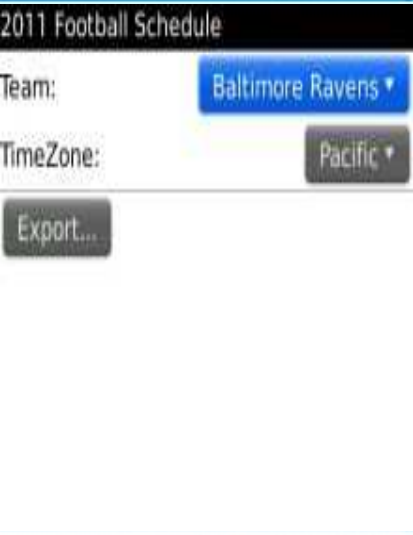 2011 Football Schedule
Team: Baltimore Ravens
TimeZone: Pacific
Export...